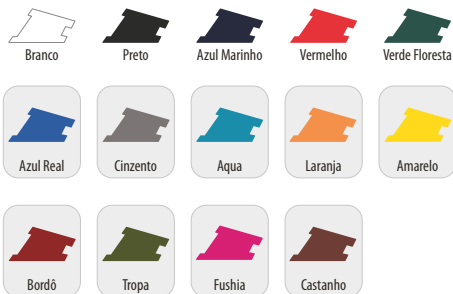 Branco Preto Azul Marinho Vermelho Verde Floresta
Azul Real Cinzento Aqua Laranja Amarelo
Bordô Tropa Fushia Castanho